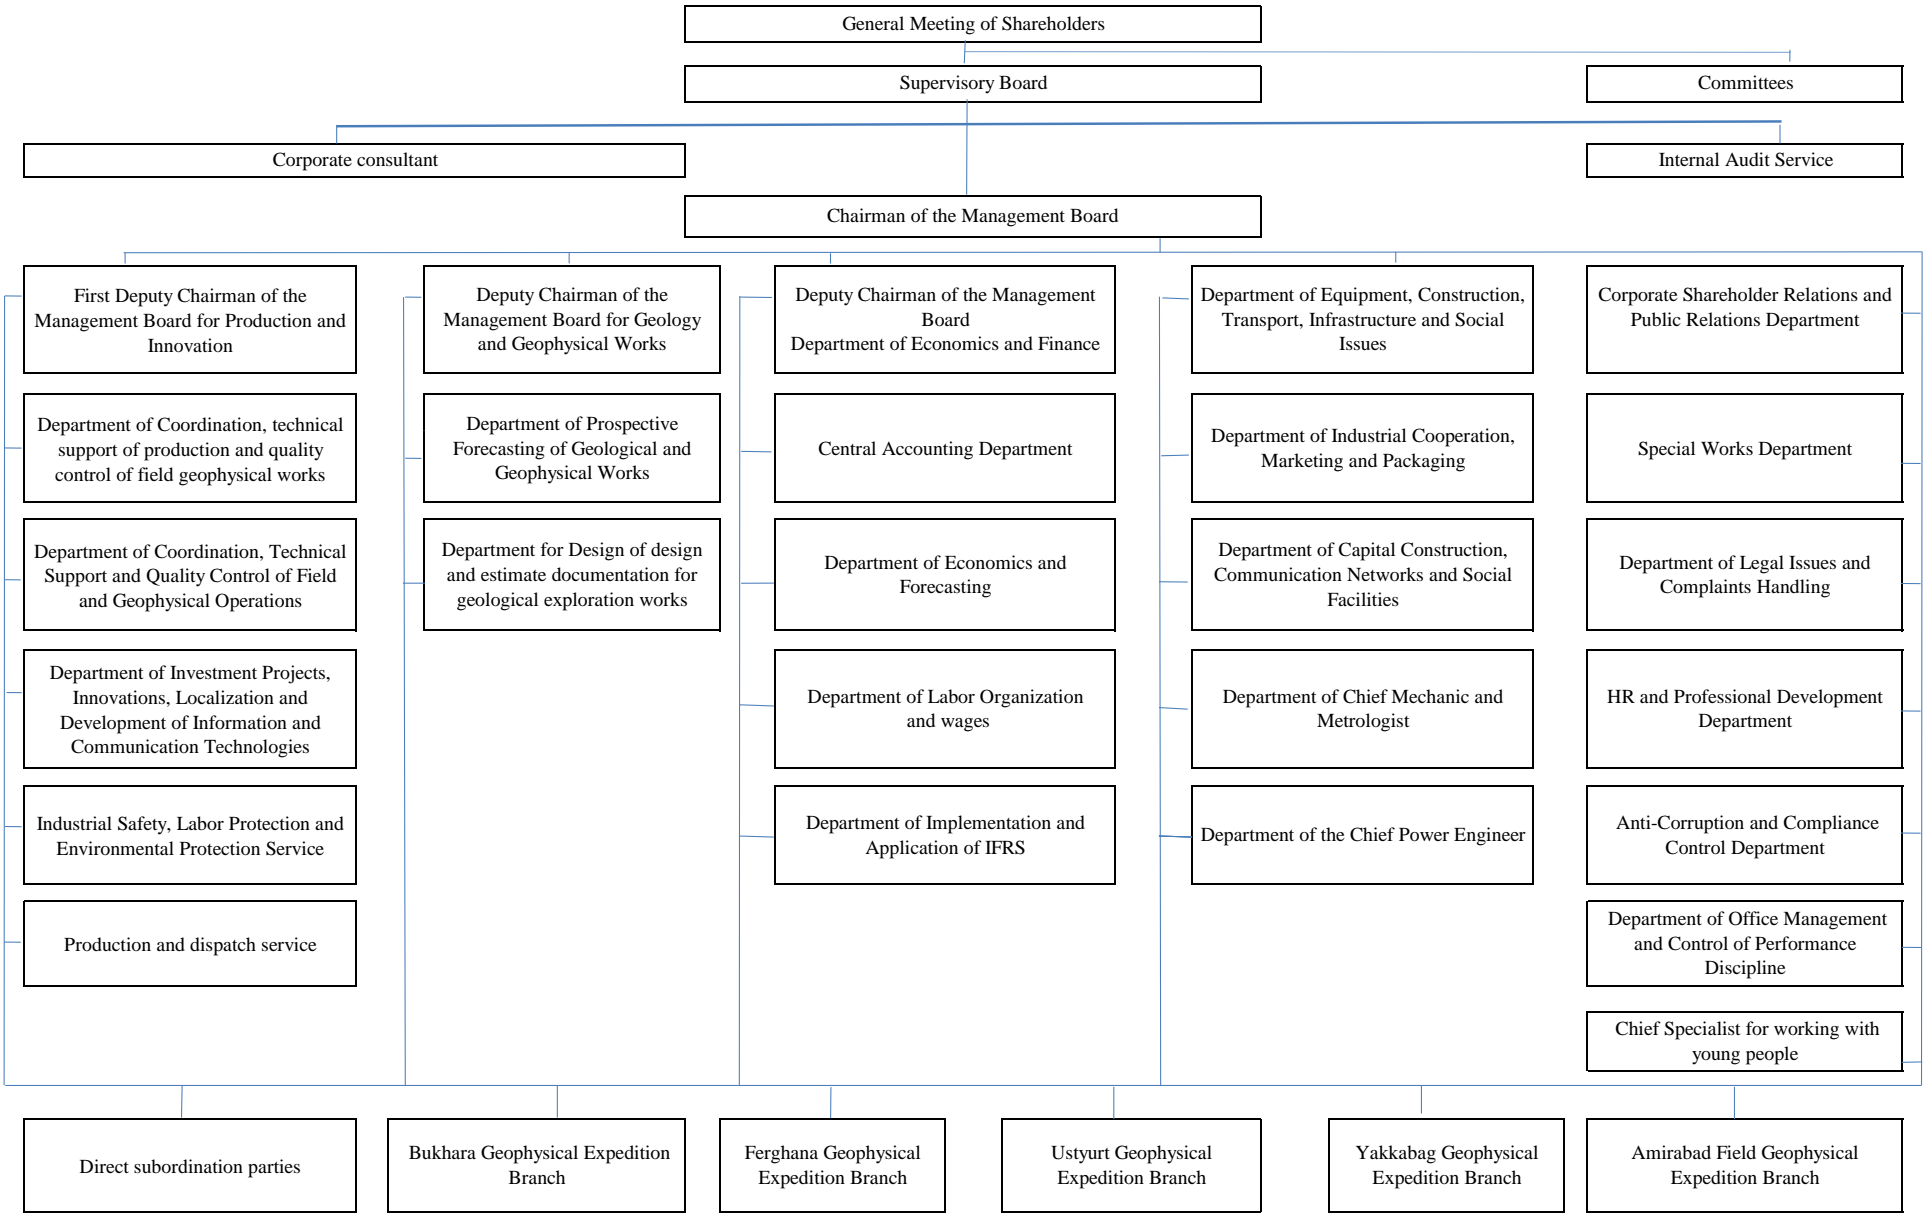 General Meeting of Shareholders
Supervisory Board
Committees
Corporate consultant
Internal Audit Service
Chairman of the Management Board
First Deputy Chairman of the
Management Board for Production and
Innovation
Deputy Chairman of the
Management Board for Geology
and Geophysical Works
Deputy Chairman of the Management
Board
Department of Economics and Finance
Department of Equipment, Construction,
Transport, Infrastructure and Social
Issues
Corporate Shareholder Relations and
Public Relations Department
Department of Coordination, technical
support of production and quality
control of field geophysical works
Department of Prospective
Forecasting of Geological and
Geophysical Works
Central Accounting Department
Department of Industrial Cooperation,
Marketing and Packaging
Special Works Department
Department of Coordination, Technical
Support and Quality Control of Field
and Geophysical Operations
Department for Design of design
and estimate documentation for
geological exploration works
Department of Economics and
Forecasting
Department of Capital Construction,
Communication Networks and Social
Facilities
Department of Legal Issues and
Complaints Handling
Department of Investment Projects,
Innovations, Localization and
Development of Information and
Communication Technologies
Department of Labor Organization
and wages
Department of Chief Mechanic and
Metrologist
HR and Professional Development
Department
Industrial Safety, Labor Protection and
Environmental Protection Service
Department of Implementation and
Application of IFRS
Department of the Chief Power Engineer
Anti-Corruption and Compliance
Control Department
Production and dispatch service
Department of Office Management
and Control of Performance
Discipline
Chief Specialist for working with
young people
Direct subordination parties
Bukhara Geophysical Expedition
Branch
Ferghana Geophysical
Expedition Branch
Ustyurt Geophysical
Expedition Branch
Yakkabag Geophysical
Expedition Branch
Amirabad Field Geophysical
Expedition Branch